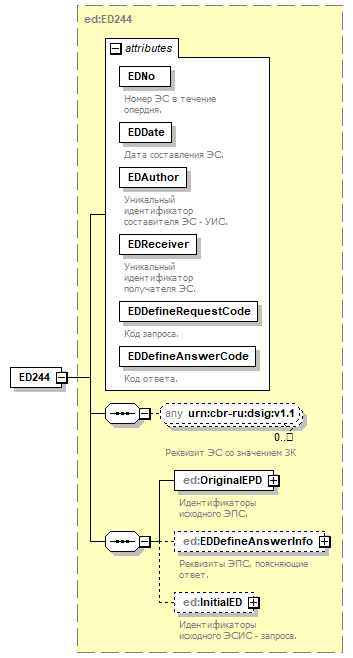 ed:ED244
attributes
EDNo
Номер ЭС в течение
опердня.
EDDate
Дата составления ЭС.
EDAuthor
Уникальный
идентификатор
составителя ЭС - УИС.
EDReceiver
Уникальный
идентификатор
получателя ЭС.
EDDefineRequestCode
Код запроса.
EDDefineAnswerCode
Код ответа.
ED244
any urn:cbr-ru:dsig:v1.1
0..□
Реквизит ЭС со значением ЗК
ed:OriginalEPD
Идентификаторы
исходного ЭПС.
ed:EDDefineAnswerInfo
Реквизиты ЭПС, поясняющие
ответ.
ed:InitialED
Идентификаторы
исходного ЭСИС - запроса.